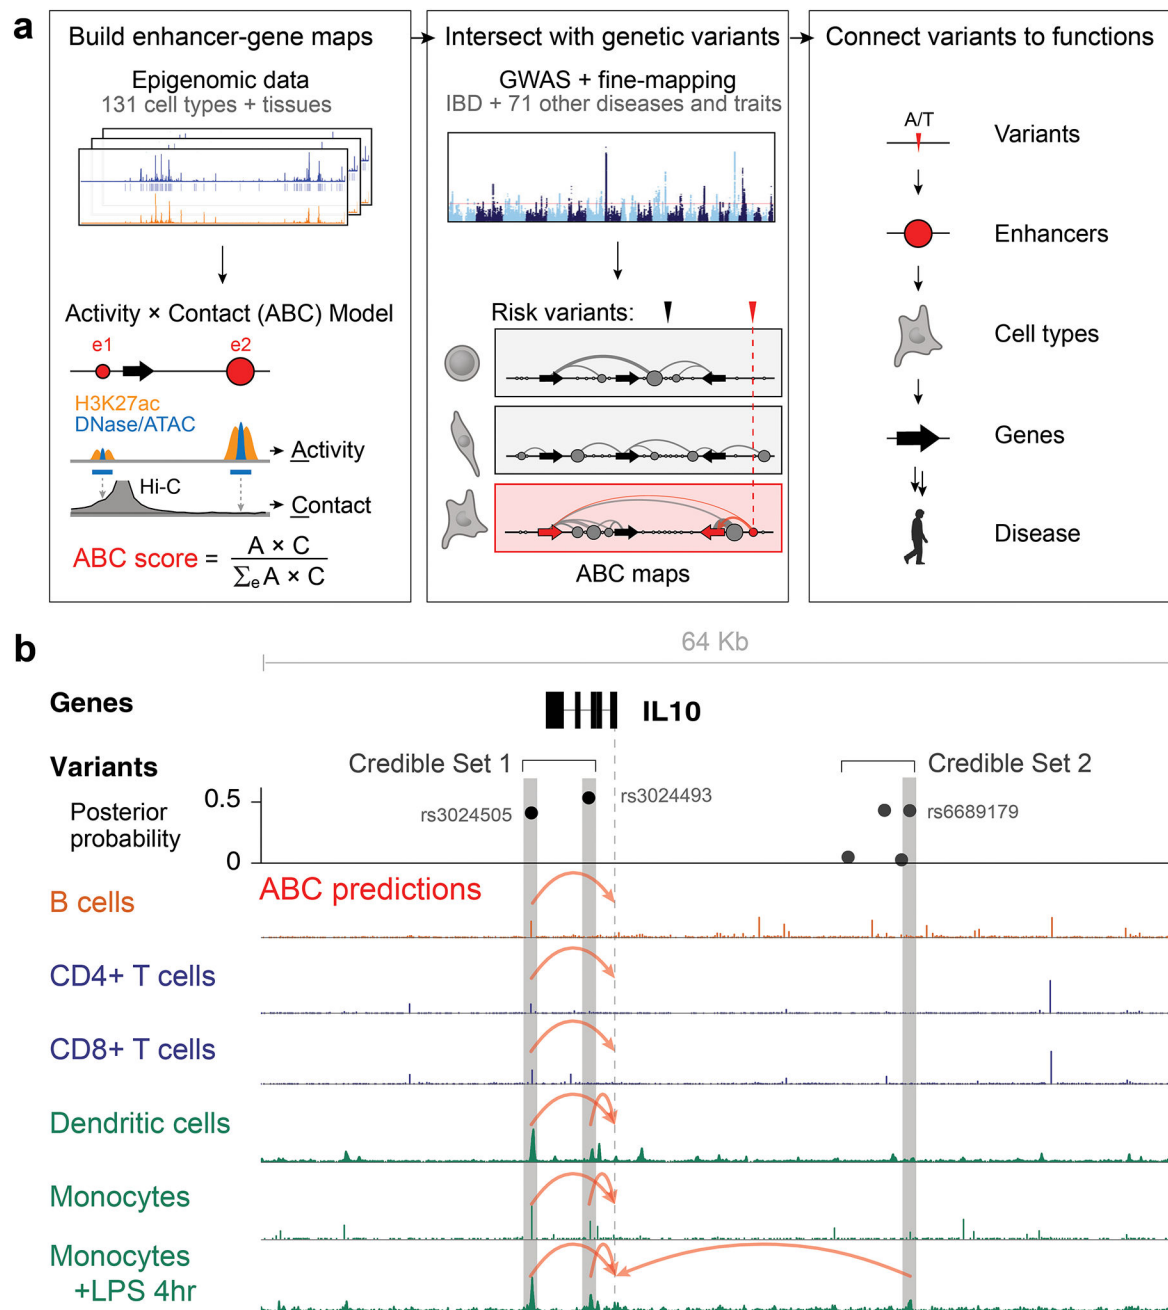 a
Build enhancer-gene maps
Epigenomic data
131 cell types + tissues
Activity × Contact (ABC) Model
e1
e2
H3K27ac
DNase/ATAC
Activity
Hi-C
Contact
ABC score = A × C
∑e A × C
Intersect with genetic variants
GWAS + fine-mapping
IBD + 71 other diseases and traits
Risk variants:
ABC maps
Connect variants to functions
A/T
Variants
Enhancers
Cell types
Genes
Disease
b
64 Kb
Genes
IL10
Variants
Credible Set 1
Credible Set 2
Posterior
probability
0.5
0
rs3024505
rs3024493
rs6689179
ABC predictions
B cells
CD4+ T cells
CD8+ T cells
Dendritic cells
Monocytes
Monocytes
+LPS 4hr